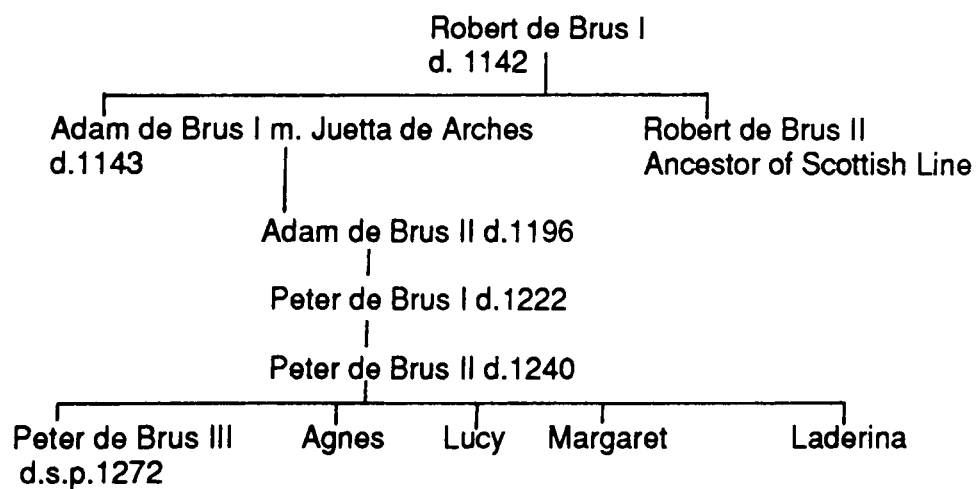 Robert de Brus I
d. 1142
Adam de Brus I m. Juetta de Arches
d.1143
Robert de Brus II
Ancestor of Scottish Line
Adam de Brus II d.1196
Peter de Brus I d.1222
Peter de Brus II d.1240
Peter de Brus III
d.s.p.1272
Agnes
Lucy
Margaret
Laderina